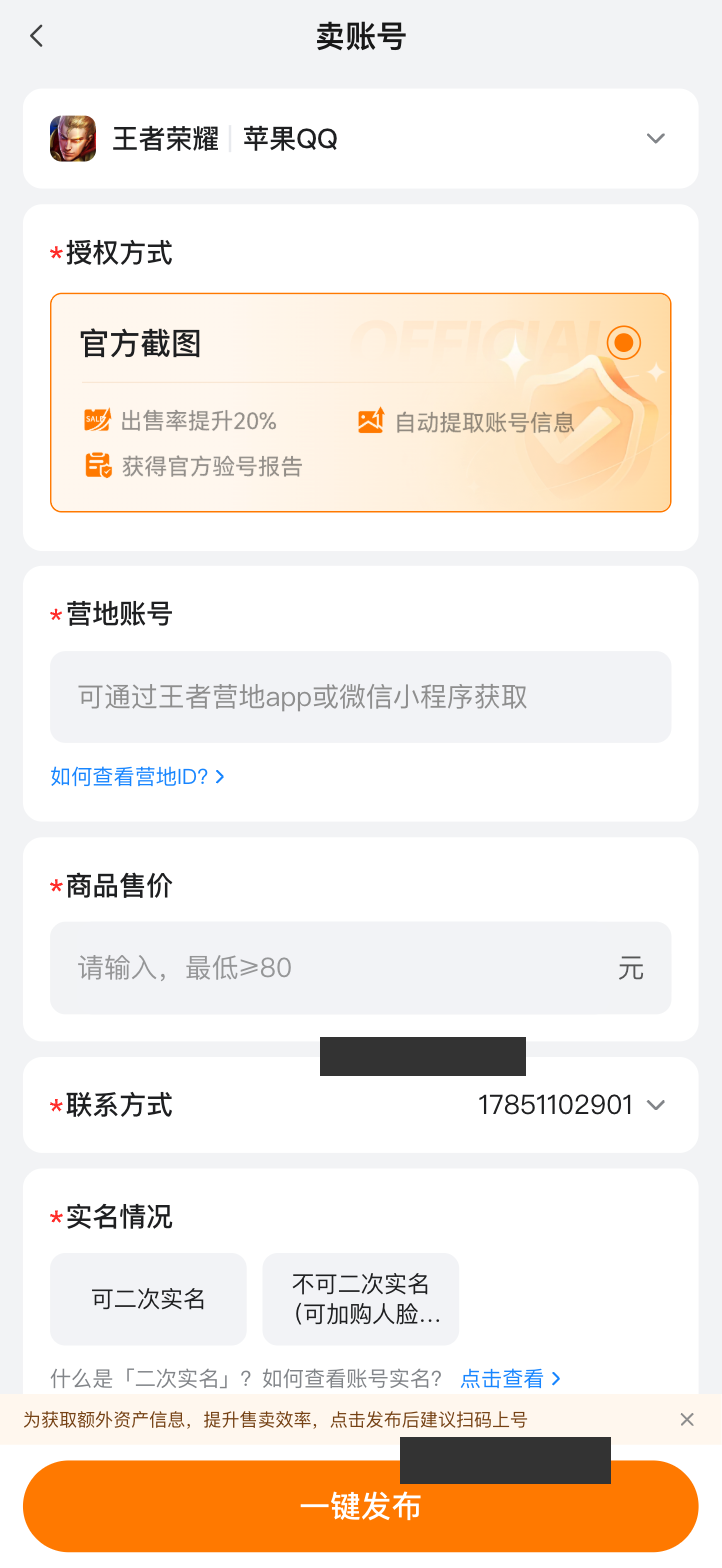 卖账号
王者荣耀 苹果QQ
*授权方式
OFFICIAL
官方截图
SALE 出售率提升20% 自动提取账号信息
获得官方验号报告
*营地账号
可通过王者营地app或微信小程序获取
如何查看营地ID?
*商品售价
请输入，最低≥80 元
*联系方式 17851102901
*实名情况
可二次实名
不可二次实名
（可加购人脸...
什么是「二次实名」？如何查看账号实名？ 点击查看
为获取额外资产信息，提升售卖效率，点击发布后建议扫码上号
一键发布